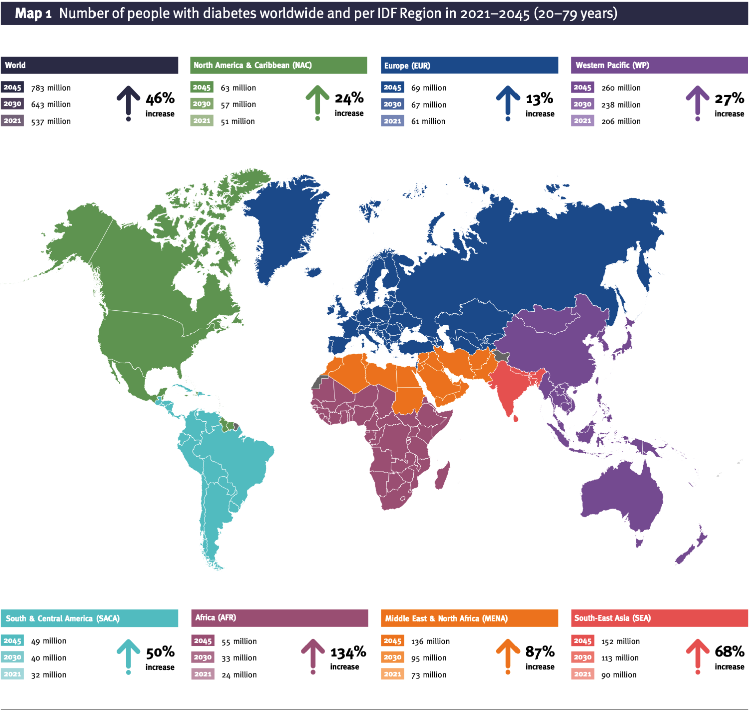 Map 1 Number of people with diabetes worldwide and per IDF Region in 2021–2045 (20–79 years)
World
2045 783 million
2030 643 million
2021 537 million
46%
increase
North America & Caribbean (NAC)
2045 63 million
2030 57 million
2021 51 million
24%
increase
Europe (EUR)
2045 69 million
2030 67 million
2021 61 million
13%
increase
Western Pacific (WP)
2045 260 million
2030 238 million
2021 206 million
27%
increase
South & Central America (SACA)
2045 49 million
2030 40 million
2021 32 million
50%
increase
Africa (AFR)
2045 55 million
2030 33 million
2021 24 million
134%
increase
Middle East & North Africa (MENA)
2045 136 million
2030 95 million
2021 73 million
87%
increase
South-East Asia (SEA)
2045 152 million
2030 113 million
2021 90 million
68%
increase